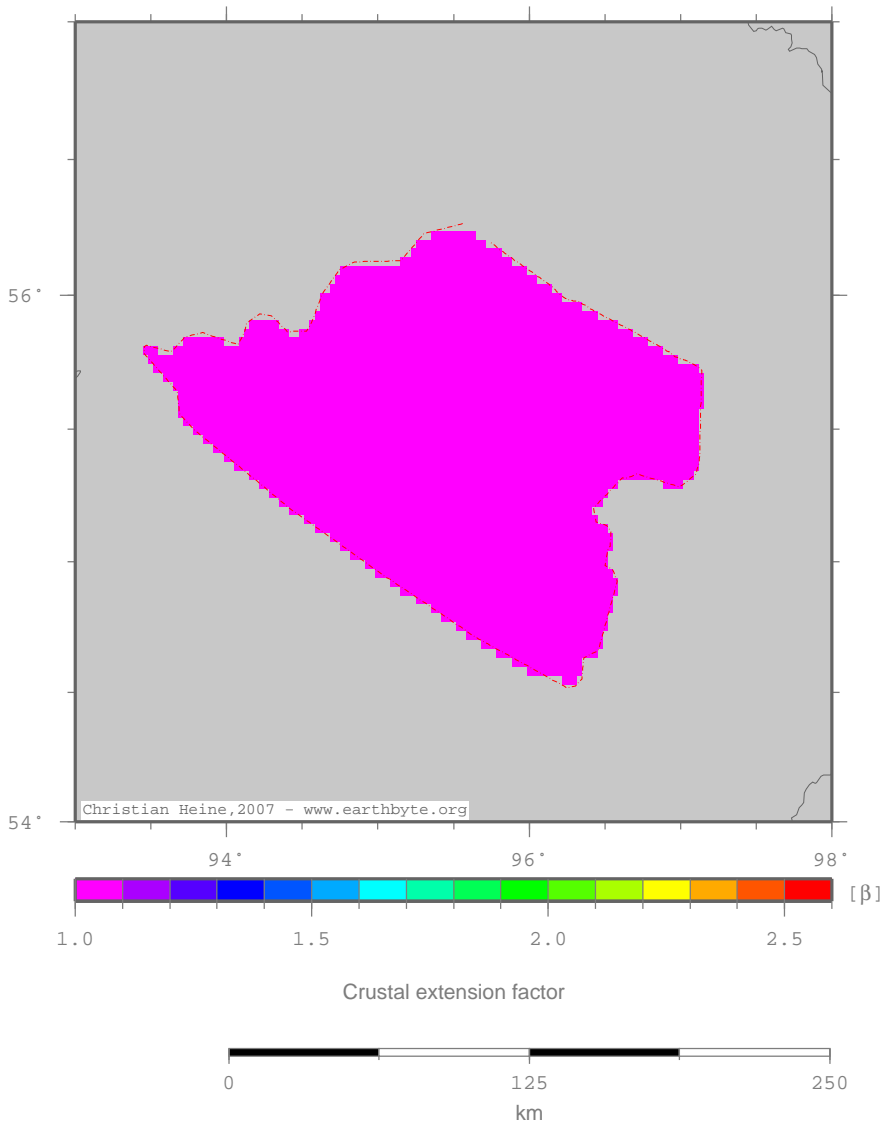 56°
54°
Christian Heine,2007 - www.earthbyte.org
94° 96° 98°
[β]
1.0 1.5 2.0 2.5
Crustal extension factor
0 125 250
km